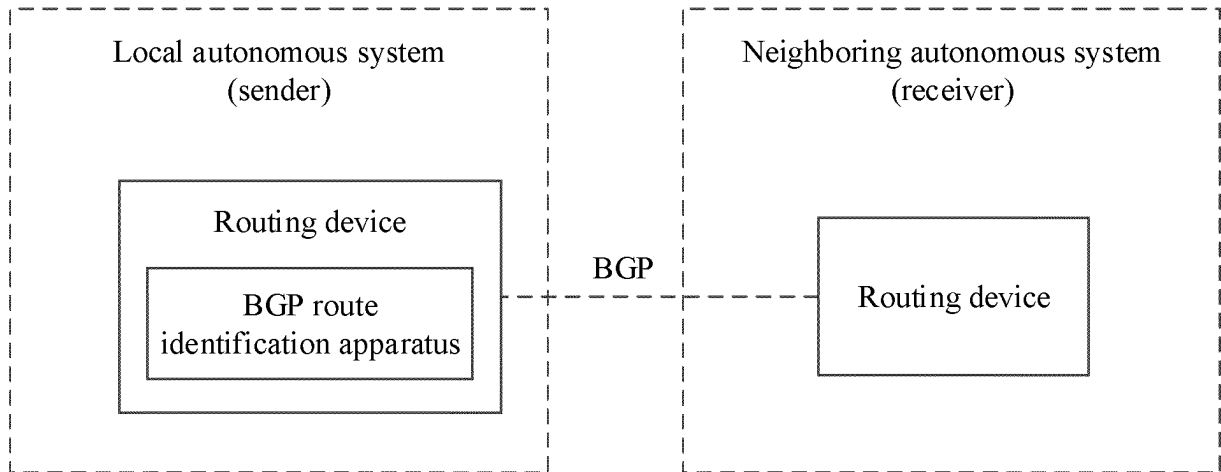 Local autonomous system
(sender)
Neighboring autonomous system
(receiver)
Routing device
BGP route
identification apparatus
BGP
Routing device